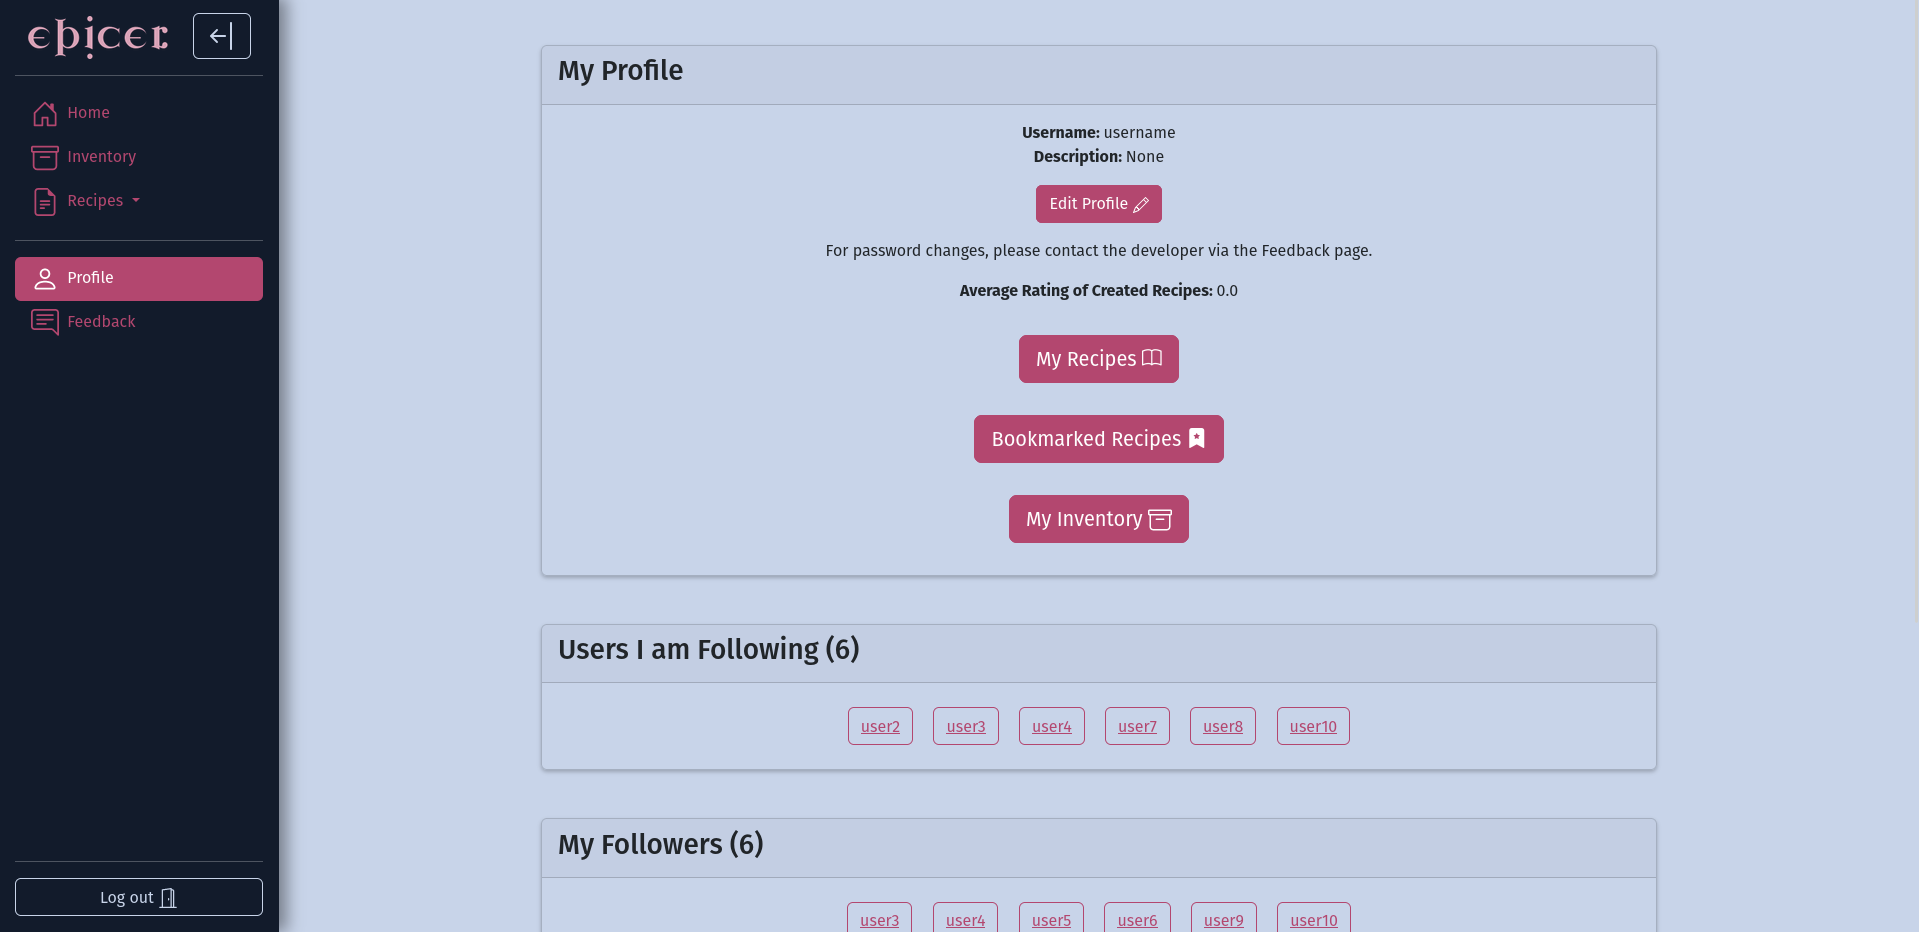 epicer
Home
Inventory
Recipes
Profile
Feedback
Log out
My Profile
Username: username
Description: None
Edit Profile
For password changes, please contact the developer via the Feedback page.
Average Rating of Created Recipes: 0.0
My Recipes
Bookmarked Recipes
My Inventory
Users I am Following (6)
user2 user3 user4 user7 user8 user10
My Followers (6)
user3 user4 user5 user6 user9 user10